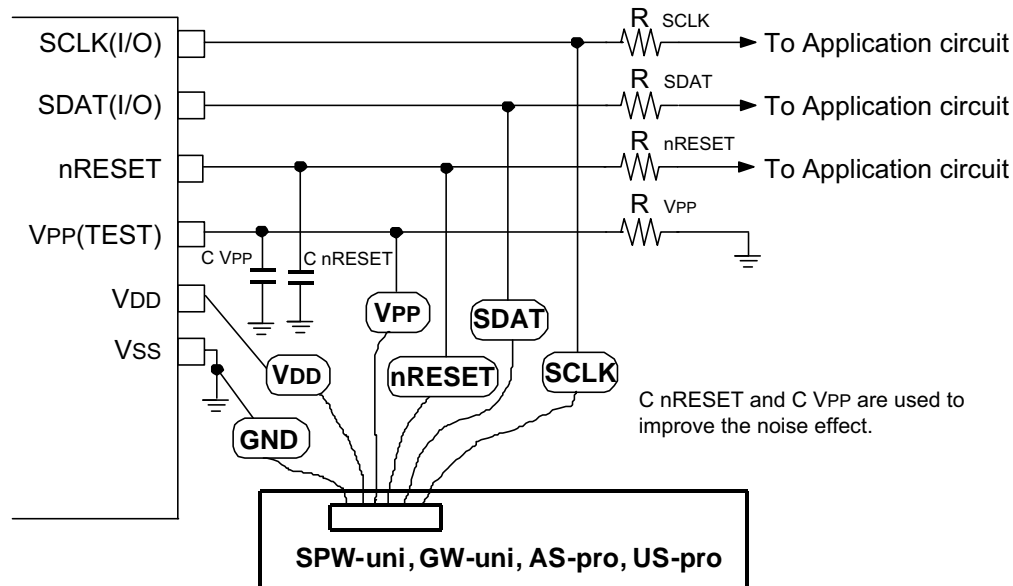 SCLK(I/O)
R SCLK
To Application circuit
SDAT(I/O)
R SDAT
To Application circuit
nRESET
R nRESET
To Application circuit
VPP(TEST)
R VPP
C VPP
C nRESET
VDD
VSS
VPP
SDAT
VDD
nRESET
SCLK
GND
C nRESET and C VPP are used to
improve the noise effect.
SPW-uni, GW-uni, AS-pro, US-pro